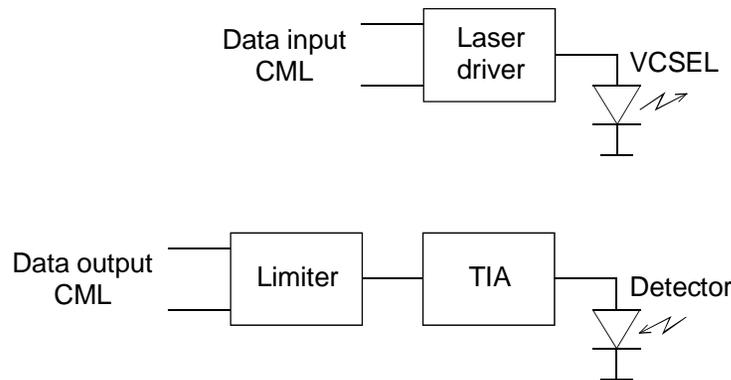 Data input
CML
Laser
driver
VCSEL
Data output
CML
Limiter
TIA
Detector